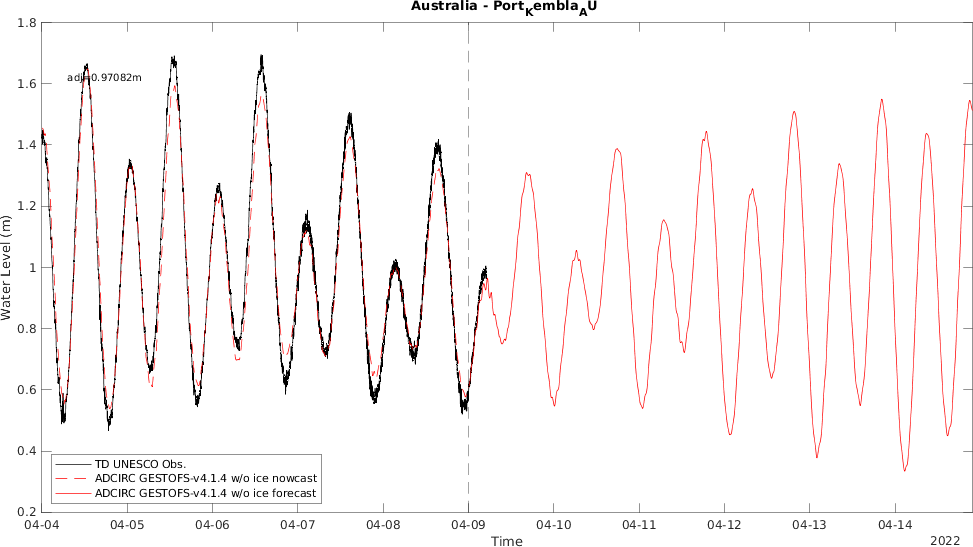 Australia - Port_Kembla_AU
1.8
1.6
1.4
1.2
1
0.8
0.6
0.4
0.2
Water Level (m)
adj=0.97082m
TD UNESCO Obs.
ADCIRC GESTOFS-v4.1.4 w/o ice nowcast
ADCIRC GESTOFS-v4.1.4 w/o ice forecast
04-04 04-05 04-06 04-07 04-08 04-09 04-10 04-11 04-12 04-13 04-14
Time
2022